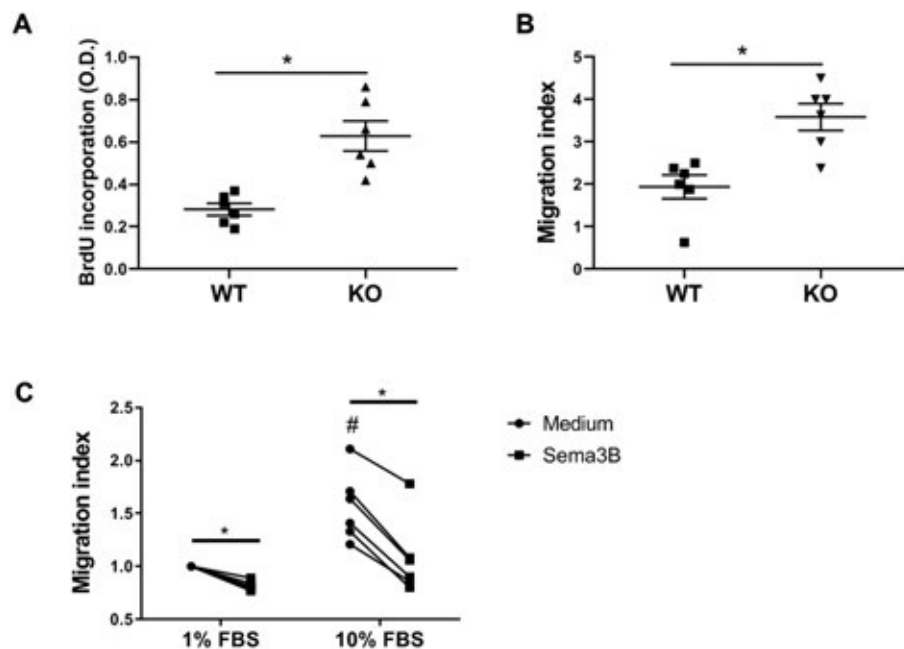 A
BrdU incorporation (O.D.)
1.0
0.8
0.6
0.4
0.2
0.0
*
WT
KO
B
Migration index
5
4
3
2
1
0
*
WT
KO
C
Migration index
2.5
2.0
1.5
1.0
0.5
*
#
*
1% FBS
10% FBS
Medium
Sema3B